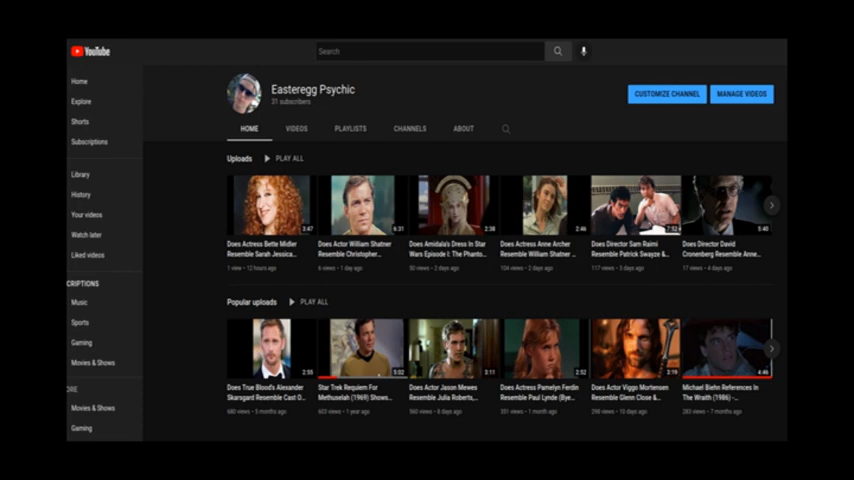 YouTube
Search
Home
Explore
Shorts
Subscriptions
Library
History
Your videos
Watch later
Liked videos
CRIPTIONS
Music
Sports
Gaming
Movies & Shows
ORE
Movies & Shows
Gaming
Easteregg Psychic
31 subscribers
CUSTOMIZE CHANNEL MANAGE VIDEOS
HOME VIDEOS PLAYLISTS CHANNELS ABOUT
Uploads PLAY ALL
3:47 6:31 2:38 2:46 7:52 5:40
Does Actress Bette Midler
Resemble Sarah Jessica...
1 view • 12 hours ago
Does Actor William Shatner
Resemble Christopher...
6 views • 1 day ago
Does Amidala's Dress In Star
Wars Episode I: The Phanto...
50 views • 2 days ago
Does Actress Anne Archer
Resemble William Shatner ...
104 views • 2 days ago
Does Director Sam Raimi
Resemble Patrick Swayze &...
117 views • 3 days ago
Does Director David
Cronenberg Resemble Anne...
17 views • 4 days ago
Popular uploads PLAY ALL
2:55 5:02 3:11 2:52 3:19 4:46
Does True Blood's Alexander
Skarsgard Resemble Cast O...
680 views • 5 months ago
Star Trek Requiem For
Methuselah (1969) Shows...
603 views • 1 year ago
Does Actor Jason Mewes
Resemble Julia Roberts,...
560 views • 8 days ago
Does Actress Pamelyn Ferdin
Resemble Paul Lynde (Bye...
351 views • 1 month ago
Does Actor Viggo Mortensen
Resemble Glenn Close &...
298 views • 10 days ago
Michael Biehn References In
The Wraith (1986) -...
283 views • 7 months ago